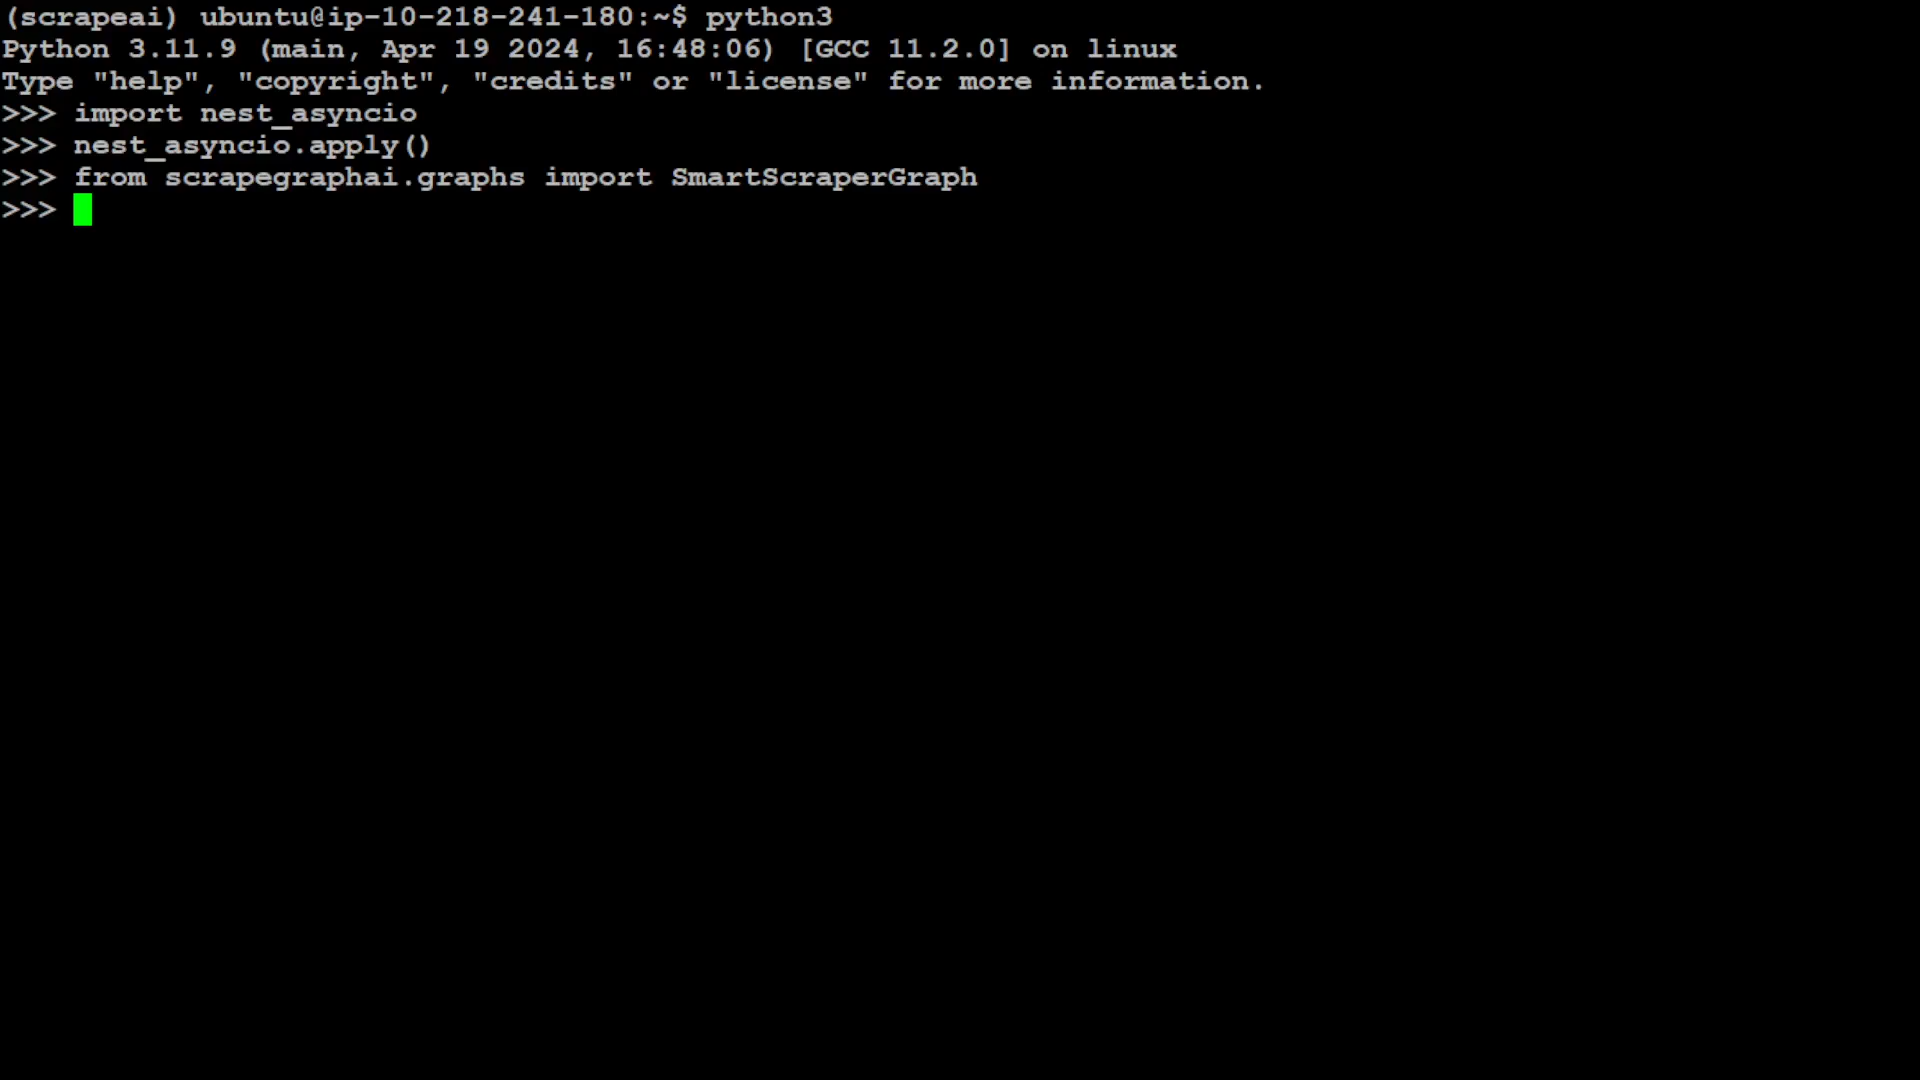 (scrapeai) ubuntu@ip-10-218-241-180:~$ python3
Python 3.11.9 (main, Apr 19 2024, 16:48:06) [GCC 11.2.0] on linux
Type "help", "copyright", "credits" or "license" for more information.
>>> import nest_asyncio
>>> nest_asyncio.apply()
>>> from scrapegraphai.graphs import SmartScraperGraph
>>>